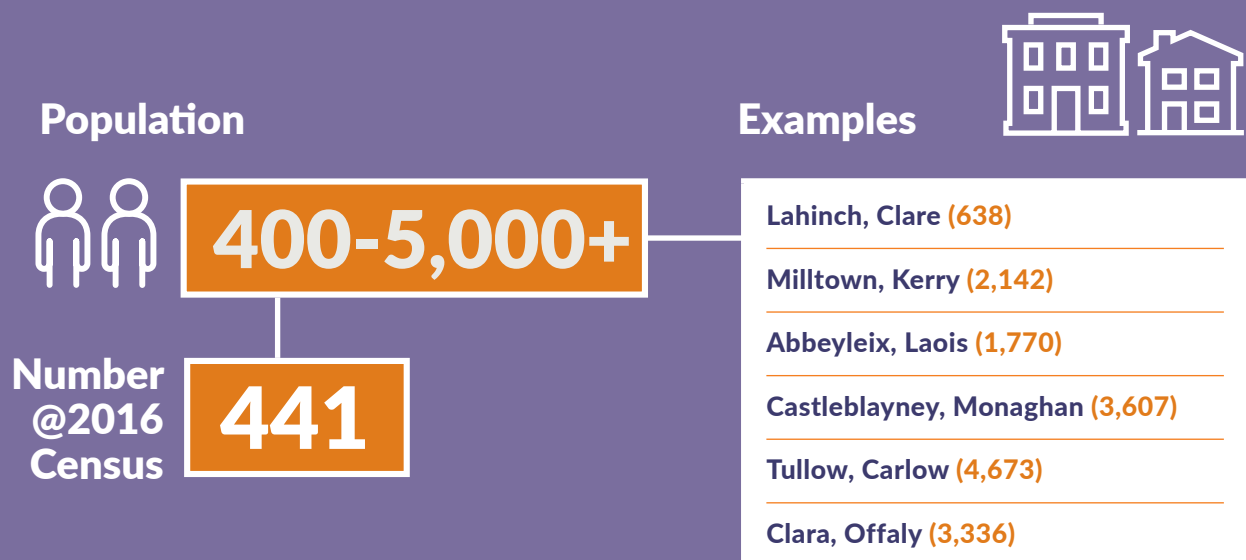 Population
400-5,000+
Number
@2016
Census
441
Examples
Lahinch, Clare (638)
Milltown, Kerry (2,142)
Abbeyleix, Laois (1,770)
Castleblayney, Monaghan (3,607)
Tullow, Carlow (4,673)
Clara, Offaly (3,336)